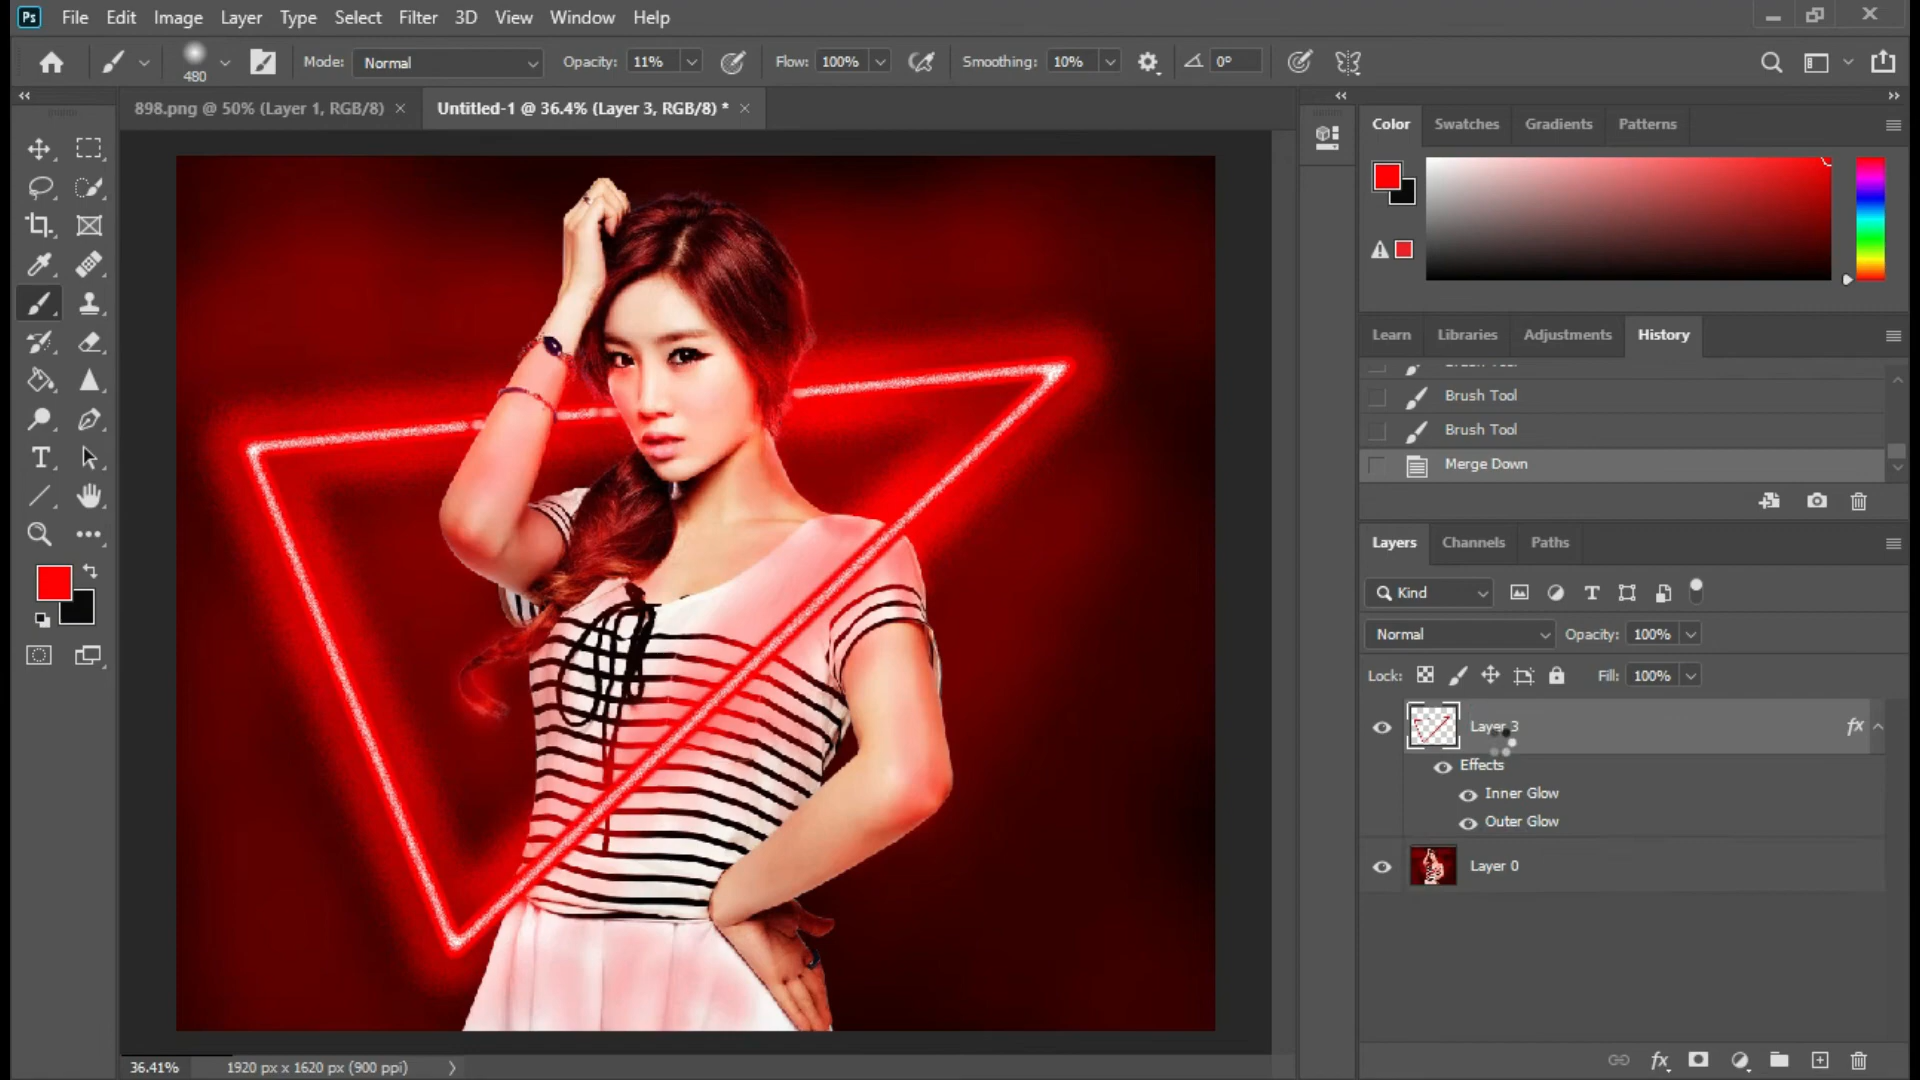 Ps File Edit Image Layer Type Select Filter 3D View Window Help
480 Mode: Normal Opacity: 11% Flow: 100% Smoothing: 10% 0°
898.png @ 50% (Layer 1, RGB/8) × Untitled-1 @ 36.4% (Layer 3, RGB/8) * ×
Color Swatches Gradients Patterns
Learn Libraries Adjustments History
Brush Tool
Brush Tool
Merge Down
Layers Channels Paths
Kind
Normal Opacity: 100%
Lock: Fill: 100%
Layer 3 fx
Effects
Inner Glow
Outer Glow
Layer 0
36.41% 1920 px x 1620 px (900 ppi)
fx